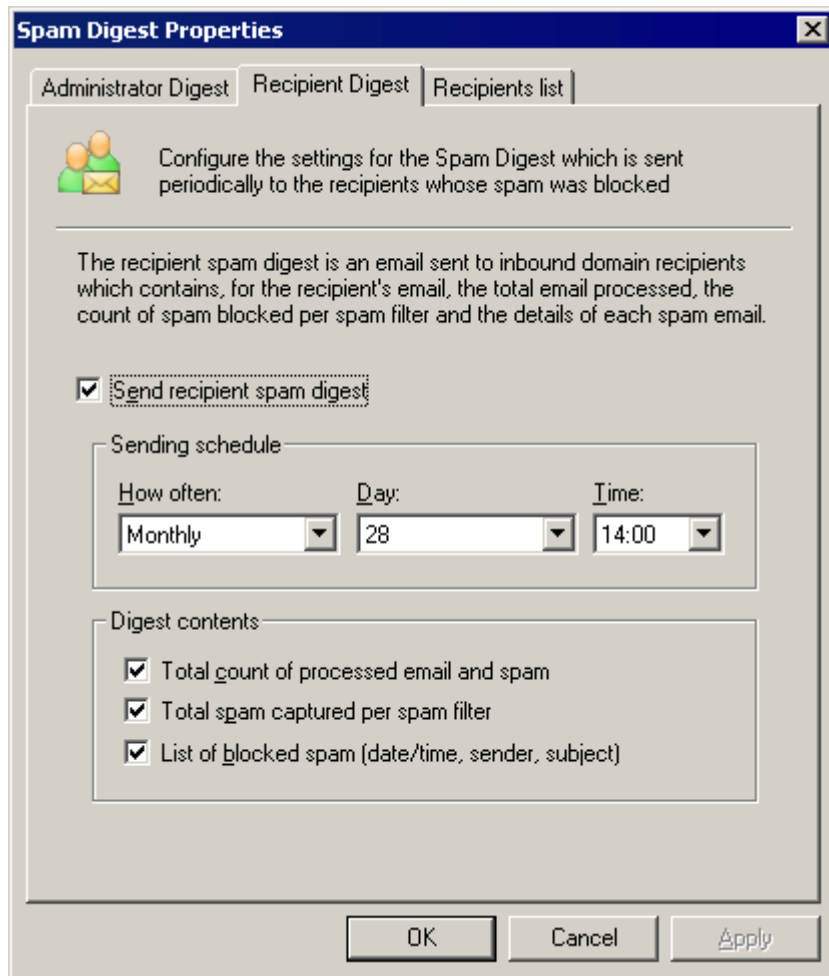 Spam Digest Properties
Administrator Digest Recipient Digest Recipients list
Configure the settings for the Spam Digest which is sent
periodically to the recipients whose spam was blocked
The recipient spam digest is an email sent to inbound domain recipients
which contains, for the recipient's email, the total email processed, the
count of spam blocked per spam filter and the details of each spam email.
Send recipient spam digest
Sending schedule
How often: Day: Time:
Monthly 28 14:00
Digest contents
Total count of processed email and spam
Total spam captured per spam filter
List of blocked spam (date/time, sender, subject)
OK Cancel Apply